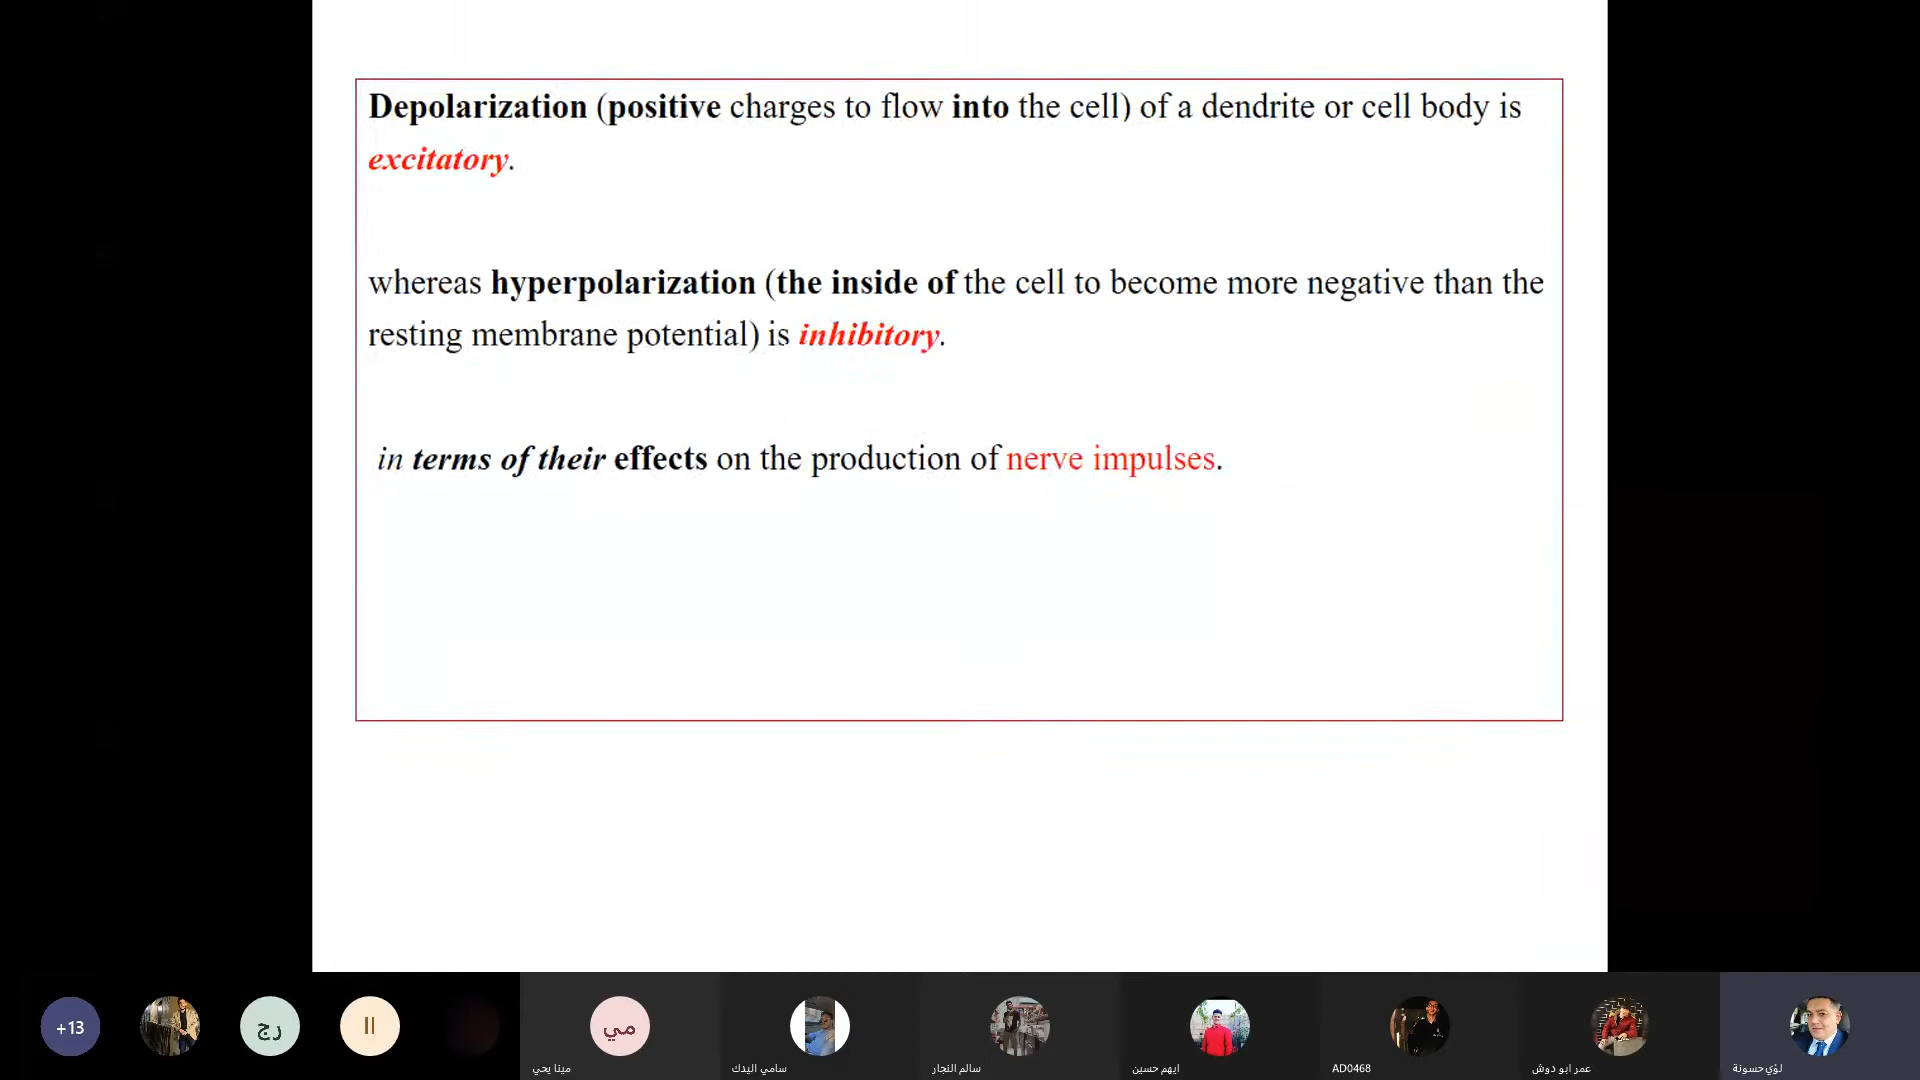 Depolarization (positive charges to flow into the cell) of a dendrite or cell body is
excitatory.
whereas hyperpolarization (the inside of the cell to become more negative than the
resting membrane potential) is inhibitory.
in terms of their effects on the production of nerve impulses.
+13
رج
اا
مي
مينا يحي
سامي البدك
سالم النجار
ايهم حسين
AD0468
عمر ابو دوش
لؤي حسونة